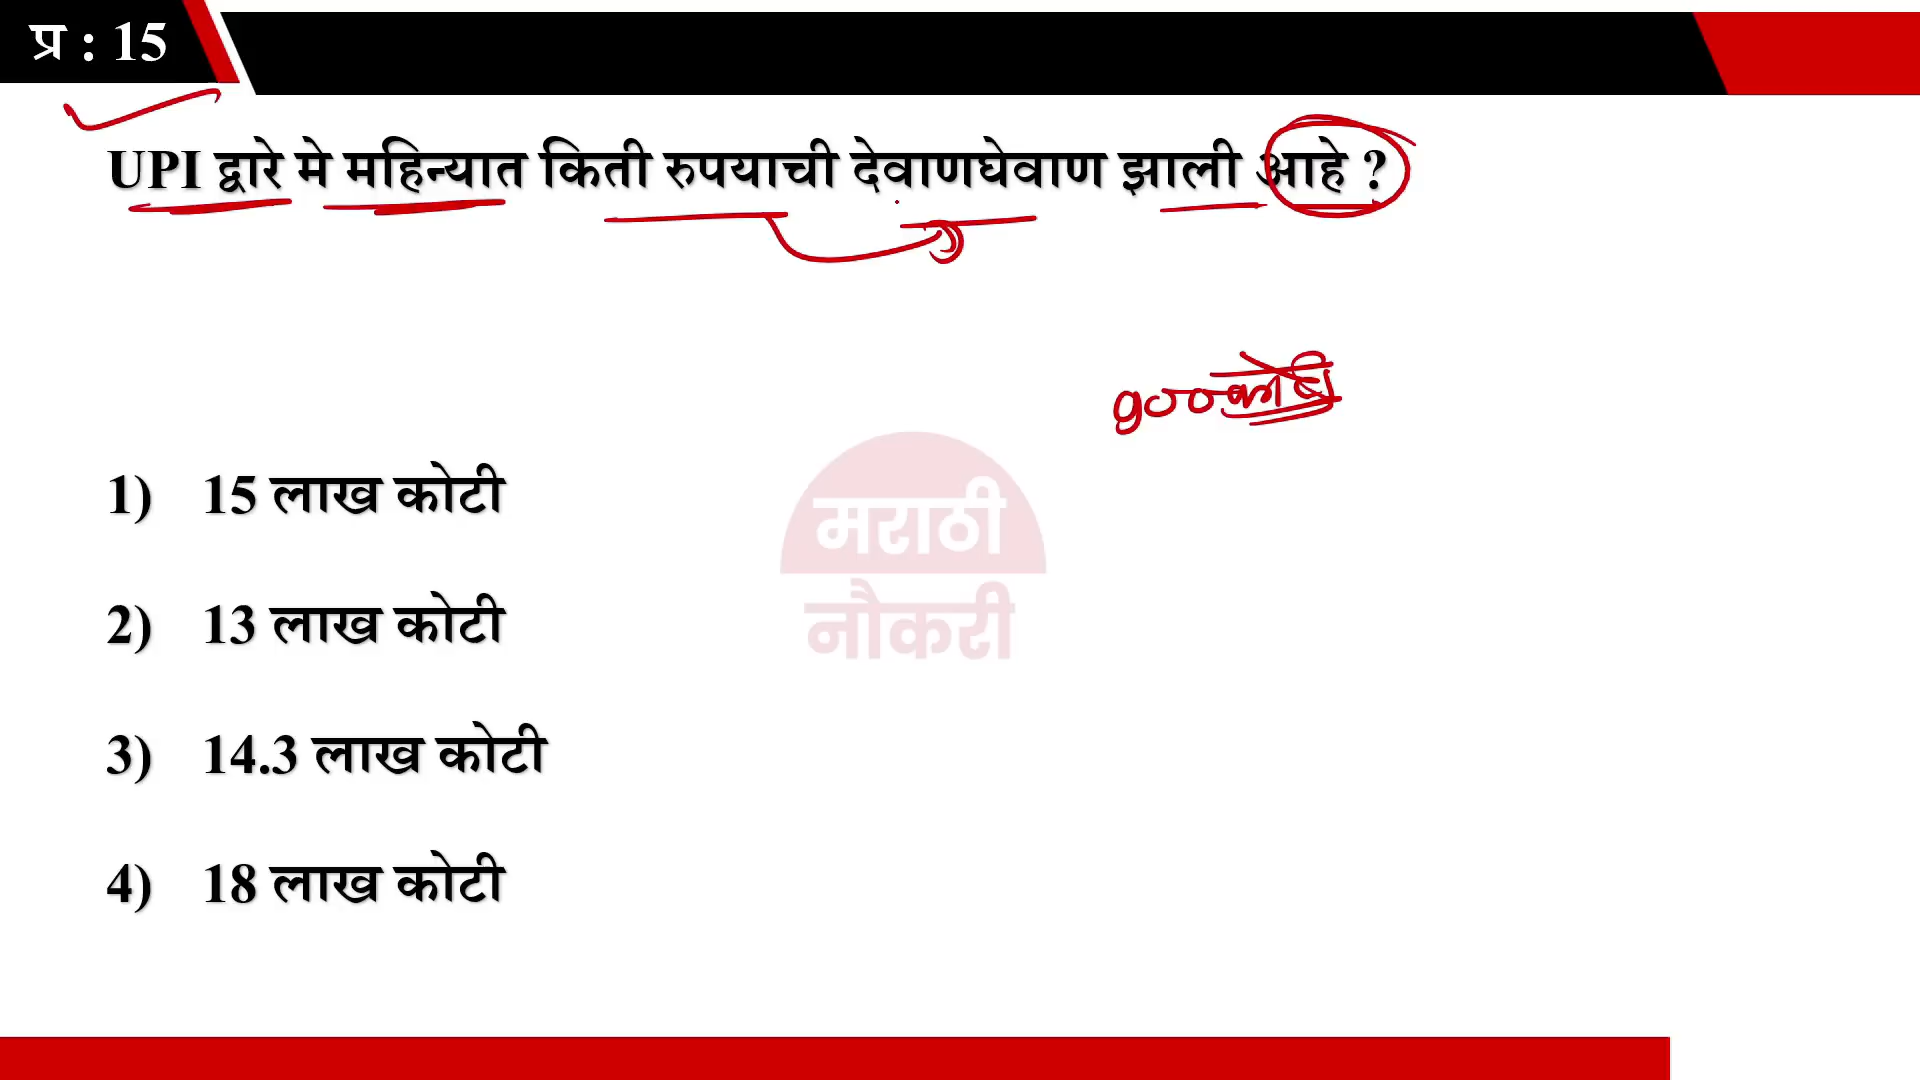 प्र : 15
UPI द्वारे मे महिन्यात किती रुपयाची देवाणघेवाण झाली आहे ?
१०० कोटी
मराठी
नौकरी
1) 15 लाख कोटी
2) 13 लाख कोटी
3) 14.3 लाख कोटी
4) 18 लाख कोटी